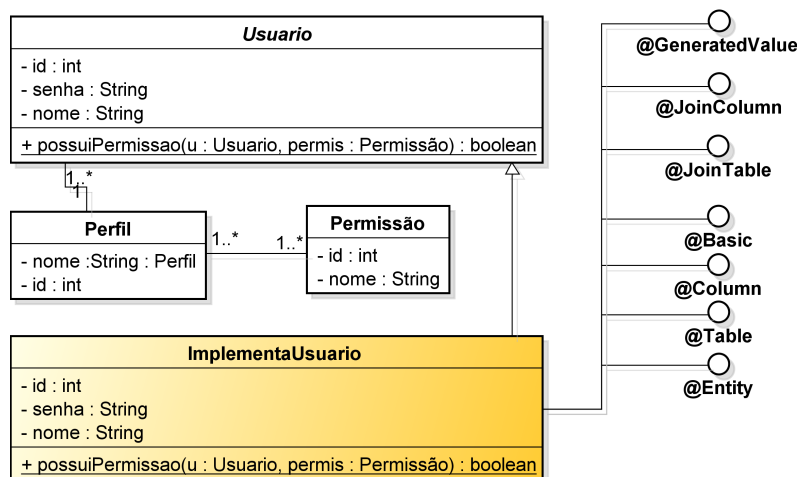 Usuario
- id : int
- senha : String
- nome : String
+ possuiPermissao(u : Usuario, permis : Permissão) : boolean
1..*
1
Perfil
- nome :String : Perfil
- id : int
1..*
1..*
Permissão
- id : int
- nome : String
ImplementaUsuario
- id : int
- senha : String
- nome : String
+ possuiPermissao(u : Usuario, permis : Permissão) : boolean
@GeneratedValue
@JoinColumn
@JoinTable
@Basic
@Column
@Table
@Entity